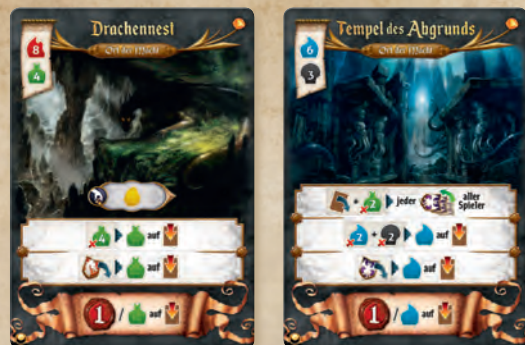 Drachennest
Ort der Macht
8
4
4
auf
auf
1 / auf
Tempel des Abgrunds
Ort der Macht
6
3
+ 2 jeder aller
Spieler
2 + 2 auf
auf
1 / auf